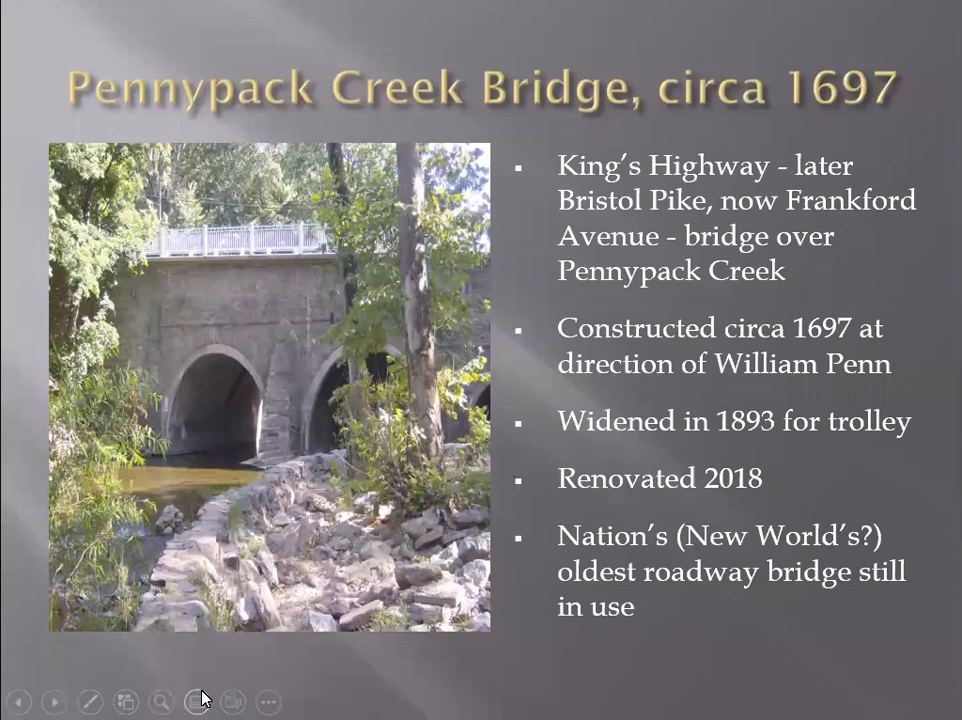 Pennypack Creek Bridge, circa 1697
King's Highway - later
Bristol Pike, now Frankford
Avenue - bridge over
Pennypack Creek
Constructed circa 1697 at
direction of William Penn
Widened in 1893 for trolley
Renovated 2018
Nation's (New World's?)
oldest roadway bridge still
in use